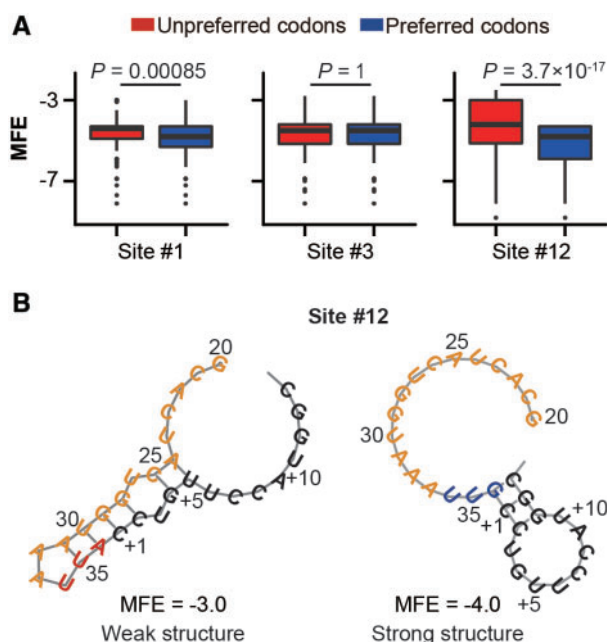 A
Unpreferred codons Preferred codons
P = 0.00085 P = 1 P = 3.7×10-17
MFE
-3
-7
Site #1 Site #3 Site #12
B
Site #12
20
25
30
35
+1
+5
+10
25
20
30
35
+1
+10
+5
MFE = -3.0 MFE = -4.0
Weak structure Strong structure